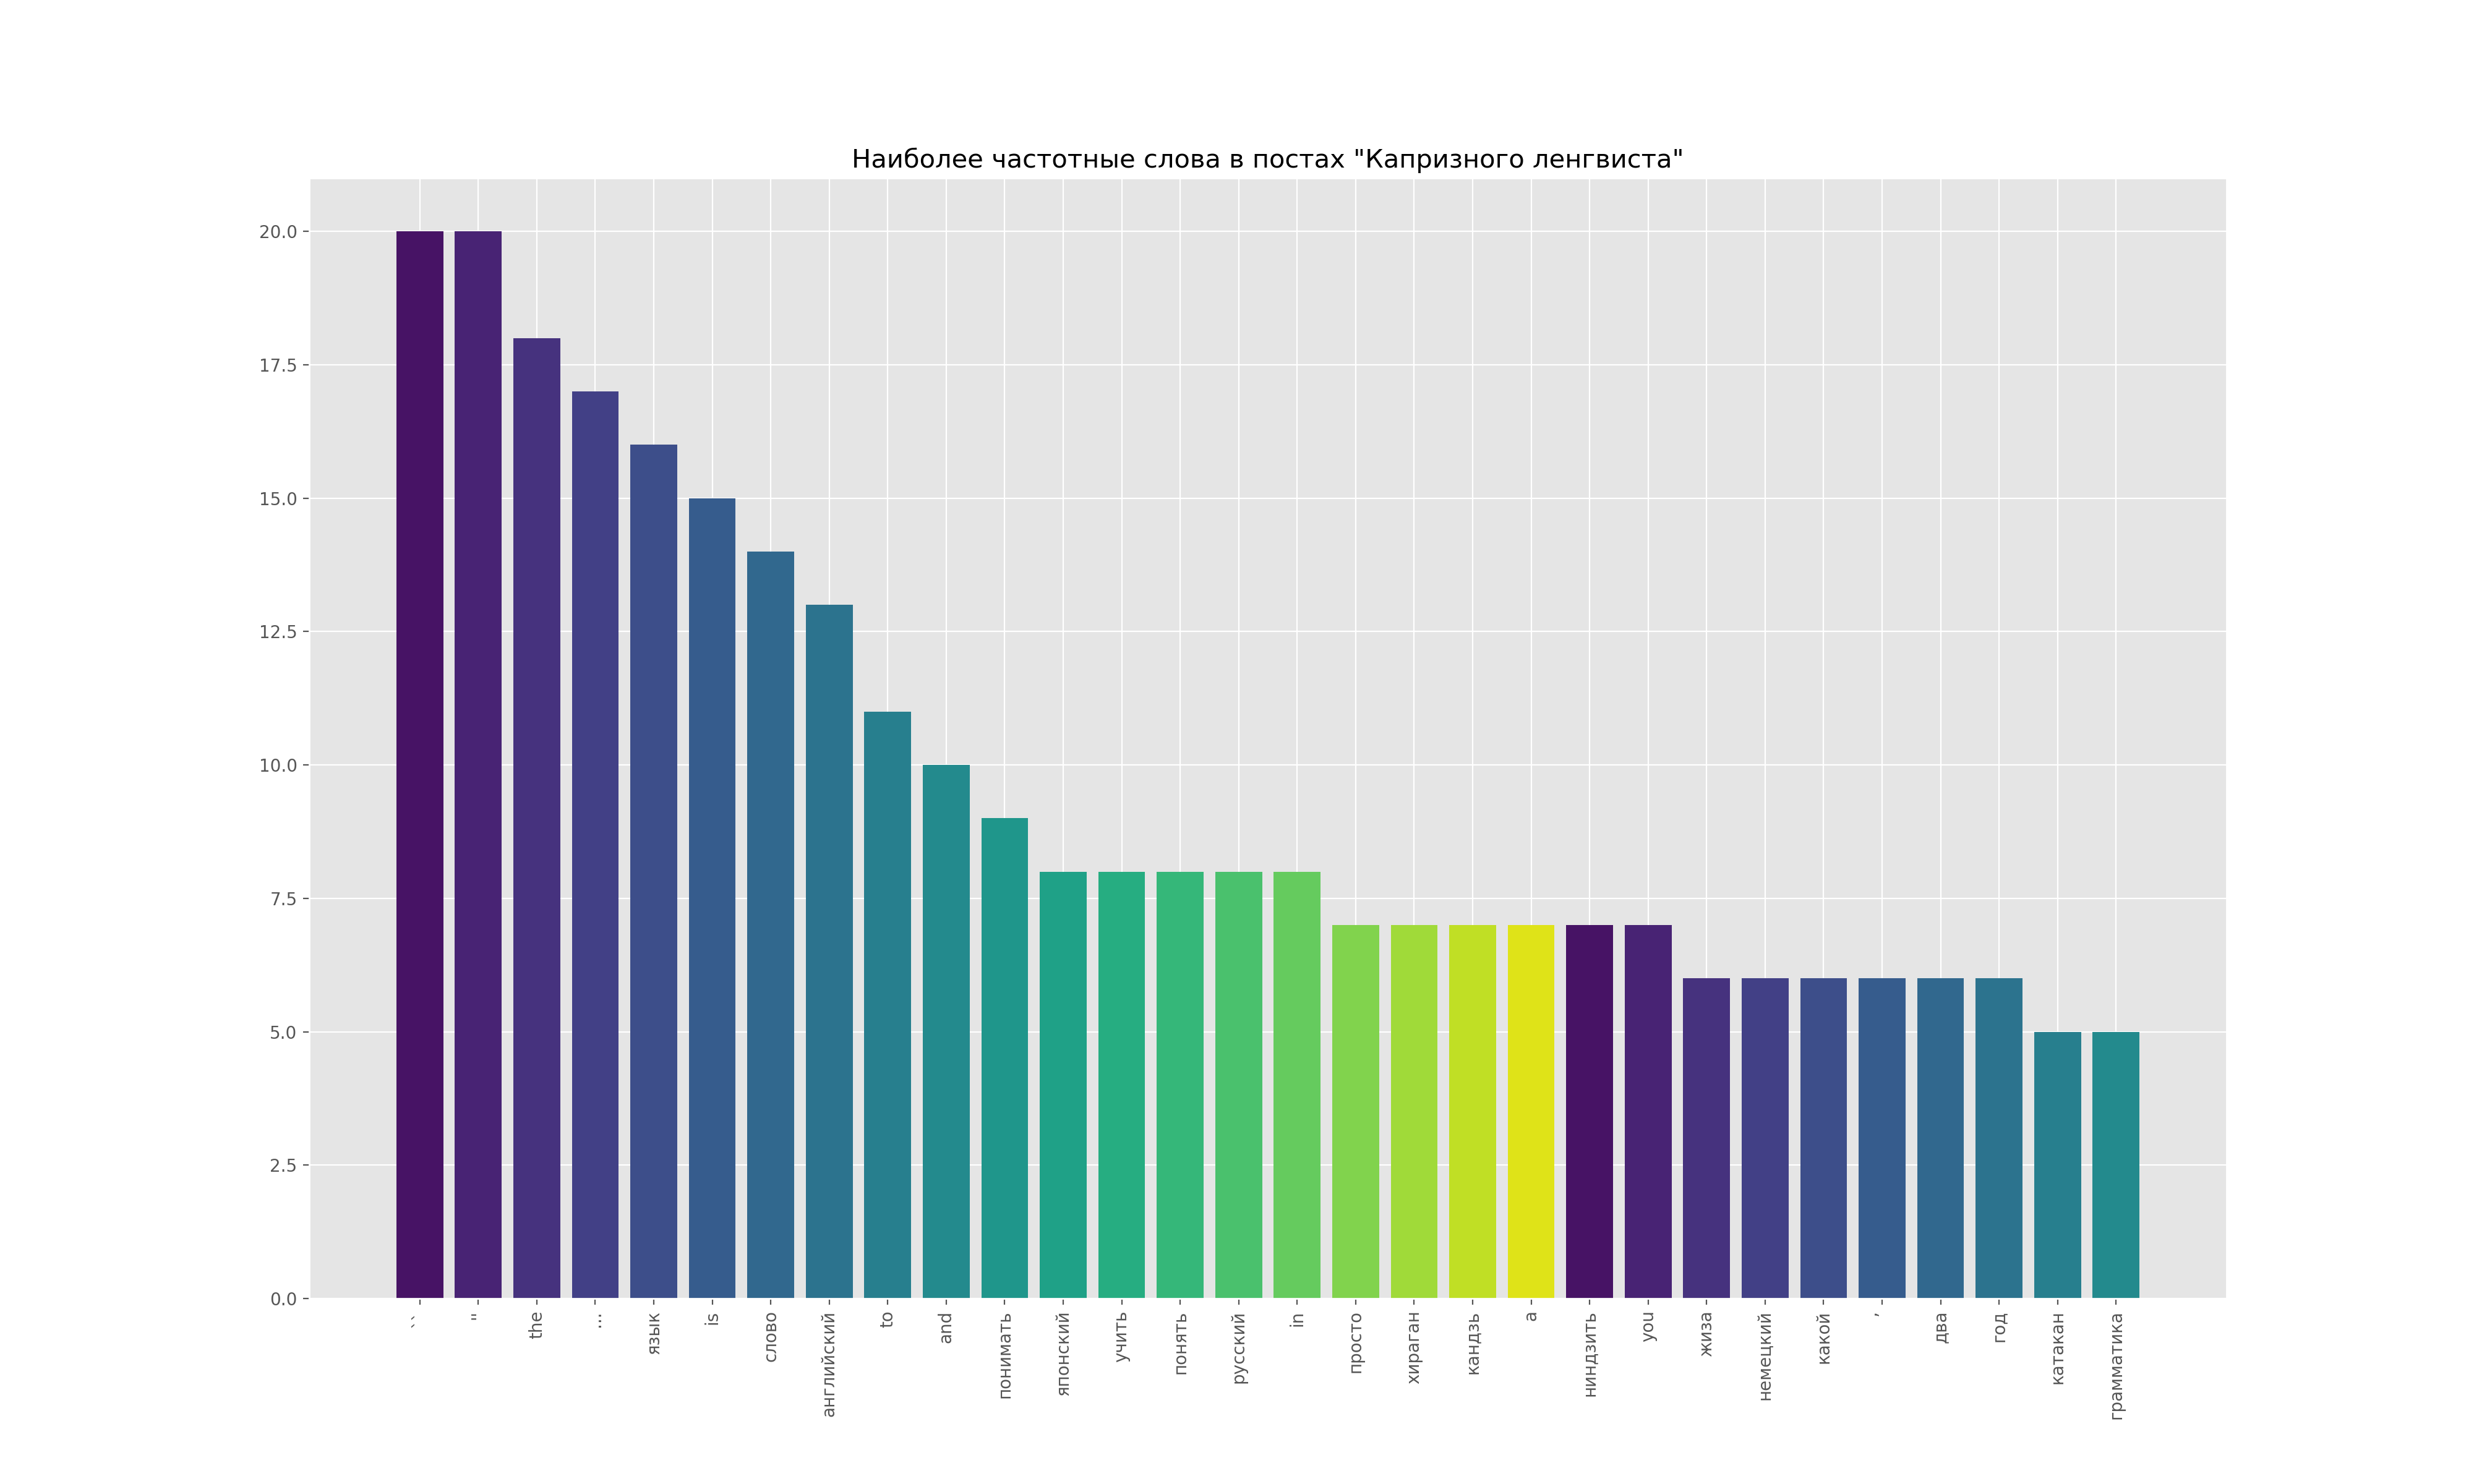 Наиболее частотные слова в постах "Капризного ленгвиста"
20.0
17.5
15.0
12.5
10.0
7.5
5.0
2.5
0.0
``
"
the
...
язык
is
слово
английский
to
and
понимать
японский
учить
понять
русский
in
просто
хираган
кандзь
a
ниндзить
you
жиза
немецкий
какой
’
два
год
катакан
грамматика